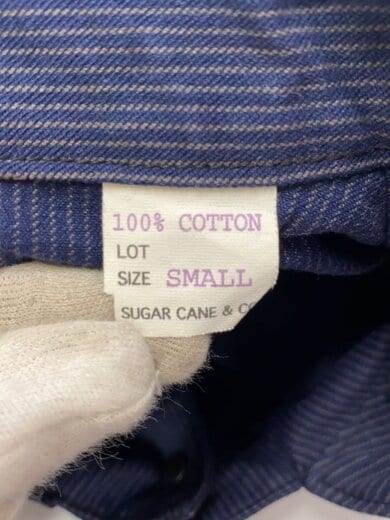 100% COTTON
LOT
SIZE SMALL
SUGAR CANE & C